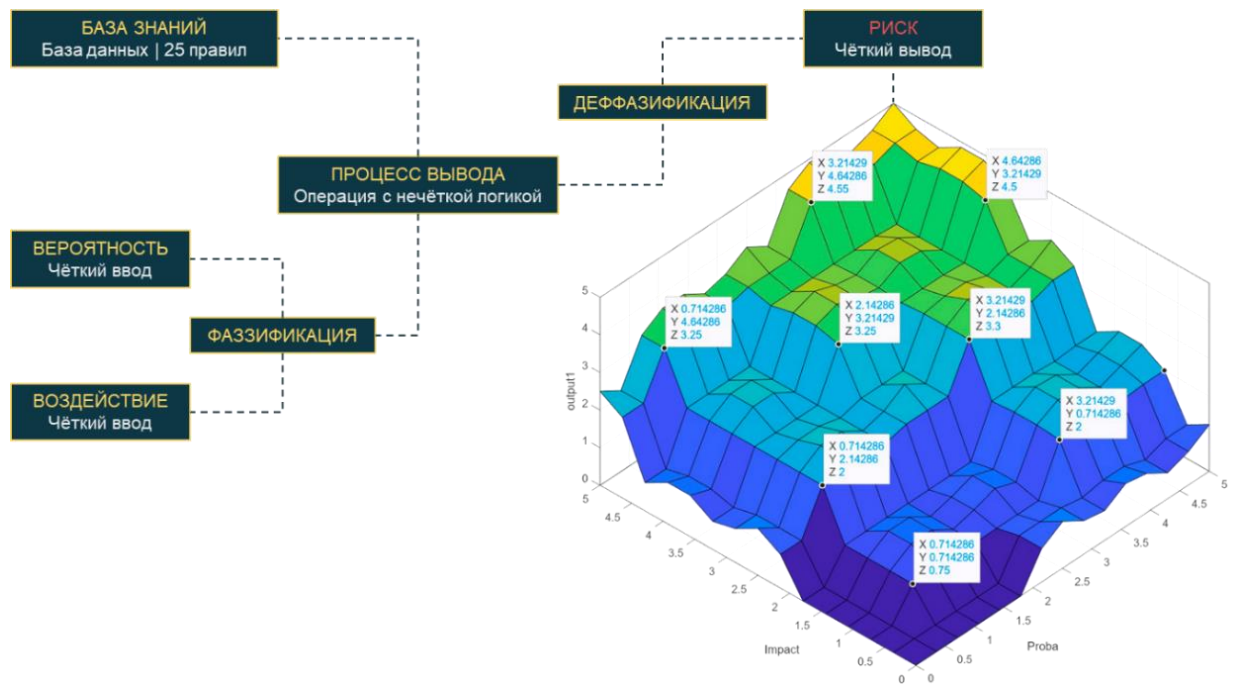 БАЗА ЗНАНИЙ
База данных | 25 правил
РИСК
Чёткий вывод
ДЕФФАЗИФИКАЦИЯ
ПРОЦЕСС ВЫВОДА
Операция с нечёткой логикой
ВЕРОЯТНОСТЬ
Чёткий ввод
ФАЗЗИФИКАЦИЯ
ВОЗДЕЙСТВИЕ
Чёткий ввод
X 3.21429
Y 4.64286
Z 4.55
X 4.64286
Y 3.21429
Z 4.5
X 0.714286
Y 4.64286
Z 3.25
X 2.14286
Y 3.21429
Z 3.25
X 3.21429
Y 2.14286
Z 3.3
X 3.21429
Y 0.714286
Z 2
X 0.714286
Y 2.14286
Z 2
X 0.714286
Y 0.714286
Z 0.75
output1
5
4
3
2
1
0
5
4.5
4
3.5
3
2.5
2
1.5
1
0.5
0
Impact
0
0.5
1
1.5
2
2.5
3
3.5
4
4.5
5
Proba